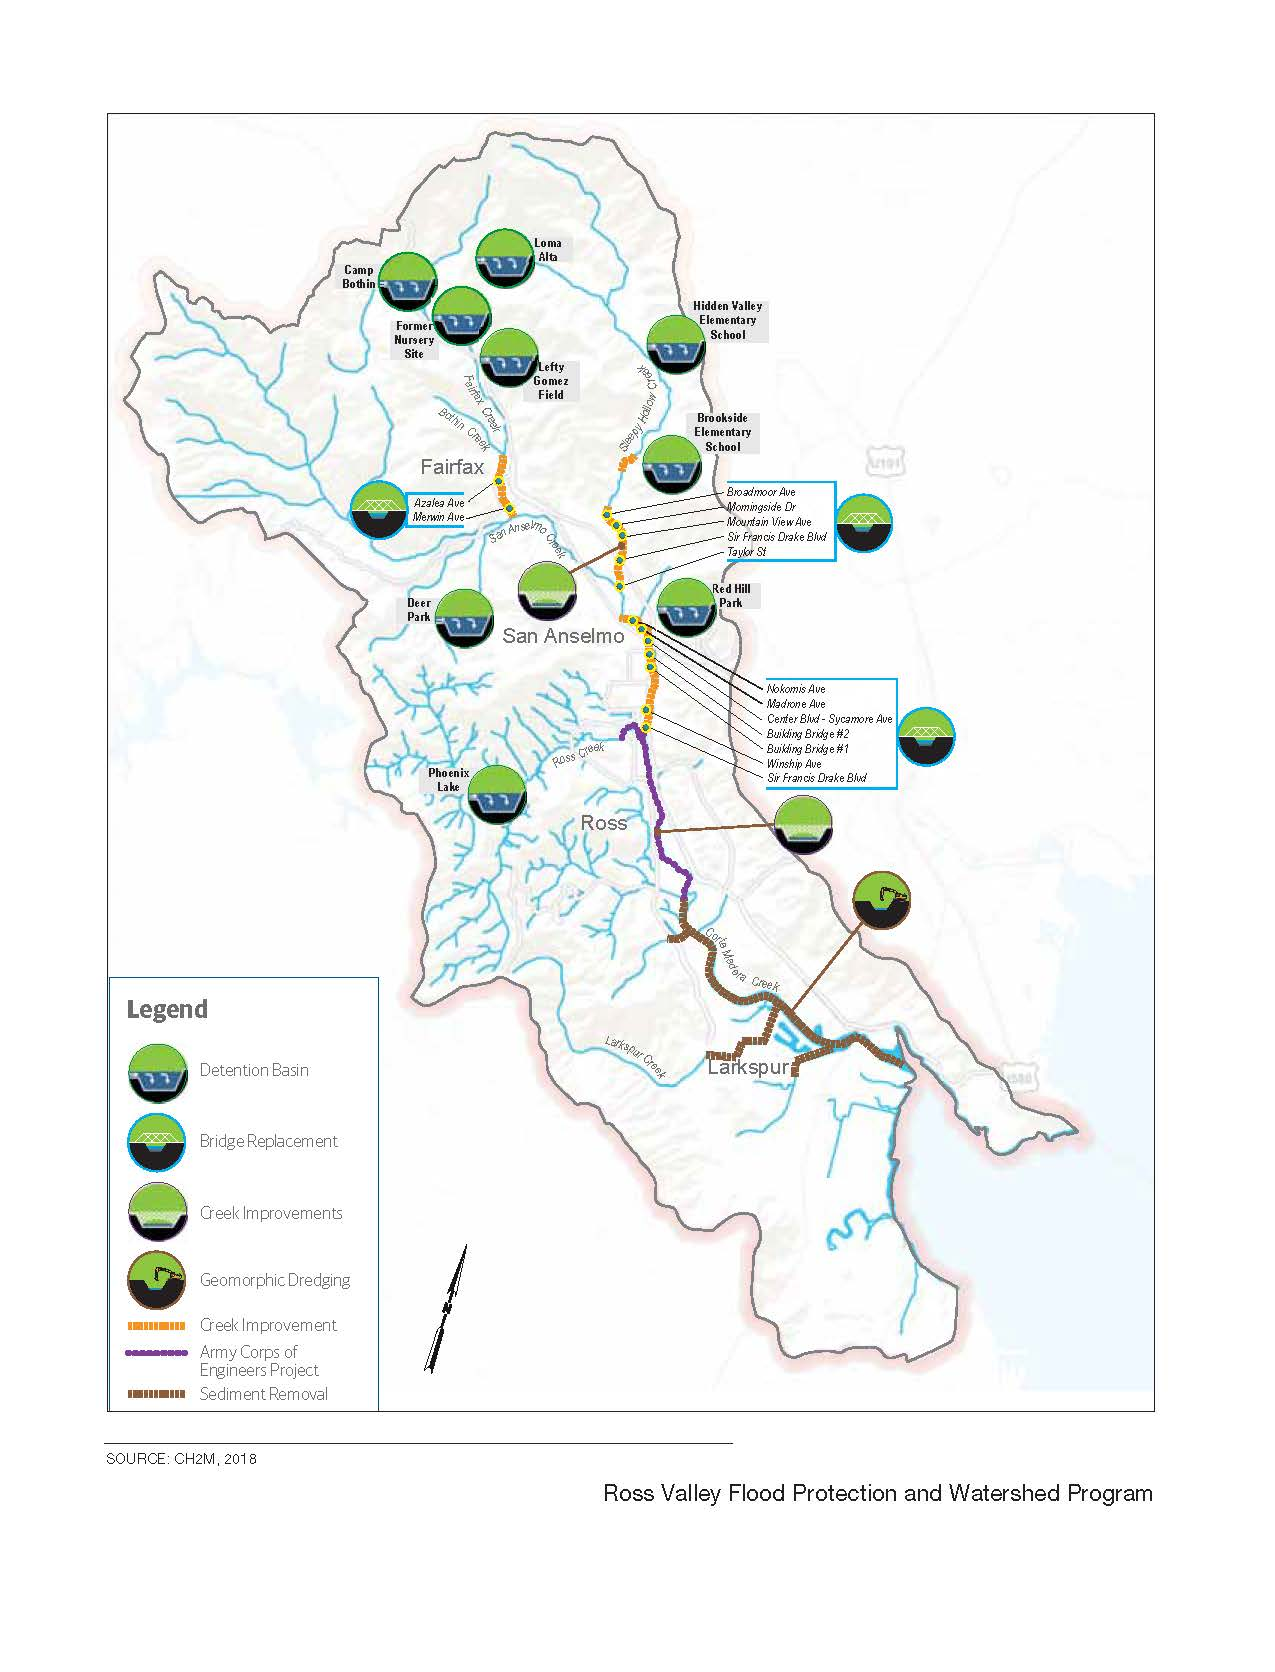 Loma
Alta
Camp
Bothin
Former
Nursery
Site
Lefty
Gomez
Field
Hidden Valley
Elementary
School
Brookside
Elementary
School
Fairfax Creek
Bothin Creek
Sleepy Hollow Creek
Fairfax
Azalea Ave
Merwin Ave
San Anselmo Creek
Broadmoor Ave
Morningside Dr
Mountain View Ave
Sir Francis Drake Blvd
Taylor St
Deer
Park
Red Hill
Park
San Anselmo
Nokomis Ave
Madrone Ave
Center Blvd - Sycamore Ave
Building Bridge #2
Building Bridge #1
Winship Ave
Sir Francis Drake Blvd
Ross Creek
Phoenix
Lake
Ross
Corte Madera Creek
Larkspur Creek
Larkspur
U101
I580
Legend
Detention Basin
Bridge Replacement
Creek Improvements
Geomorphic Dredging
Creek Improvement
Army Corps of
Engineers Project
Sediment Removal
N
SOURCE: CH2M, 2018
Ross Valley Flood Protection and Watershed Program